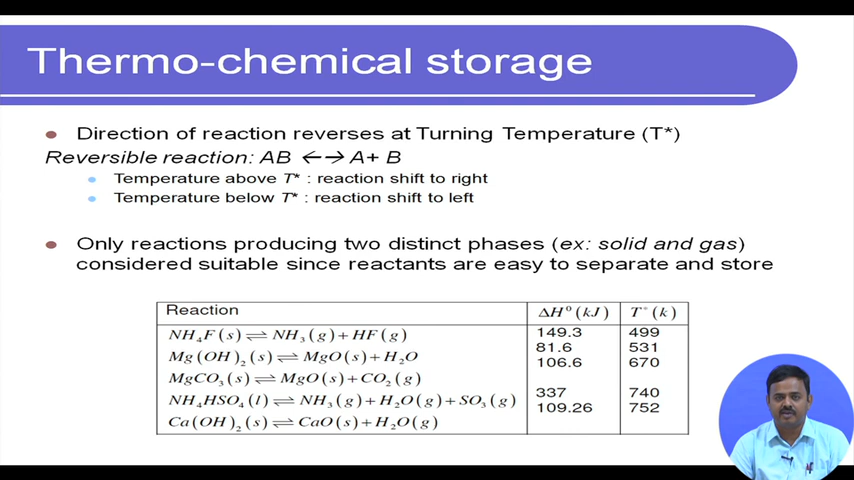 Thermo-chemical storage
Direction of reaction reverses at Turning Temperature (T*)
Reversible reaction: AB ←→ A+ B
Temperature above T* : reaction shift to right
Temperature below T* : reaction shift to left
Only reactions producing two distinct phases (ex: solid and gas)
considered suitable since reactants are easy to separate and store
Reaction ΔH⁰(kJ) T*(k)
NH₄F(s) ⇌ NH₃(g)+HF(g) 149.3 499
Mg(OH)₂(s) ⇌ MgO(s)+H₂O 81.6 531
MgCO₃(s) ⇌ MgO(s)+CO₂(g) 106.6 670
NH₄HSO₄(l) ⇌ NH₃(g)+H₂O(g)+SO₃(g) 337 740
Ca(OH)₂(s) ⇌ CaO(s)+H₂O(g) 109.26 752